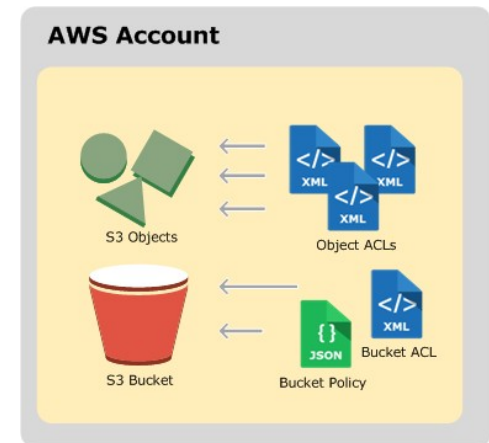 AWS Account
</>
XML
</>
XML
</>
XML
S3 Objects
Object ACLs
</>
XML
{ }
JSON
Bucket ACL
S3 Bucket
Bucket Policy